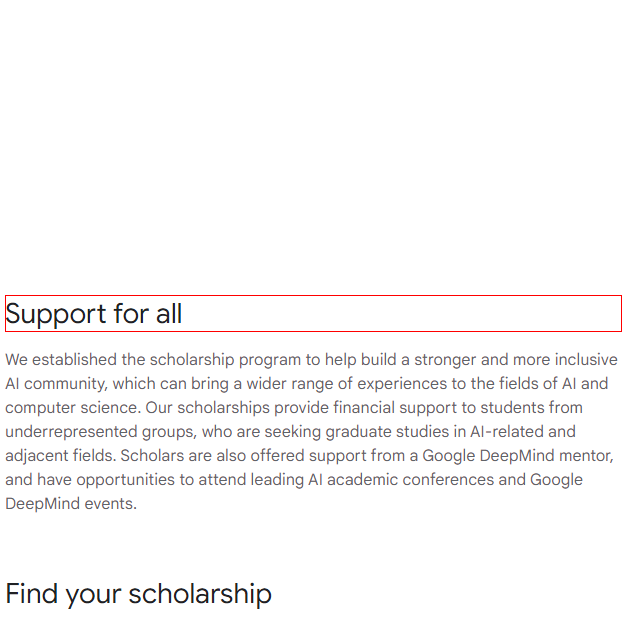 Support for all
We established the scholarship program to help build a stronger and more inclusive
AI community, which can bring a wider range of experiences to the fields of AI and
computer science. Our scholarships provide financial support to students from
underrepresented groups, who are seeking graduate studies in AI-related and
adjacent fields. Scholars are also offered support from a Google DeepMind mentor,
and have opportunities to attend leading AI academic conferences and Google
DeepMind events.
Find your scholarship